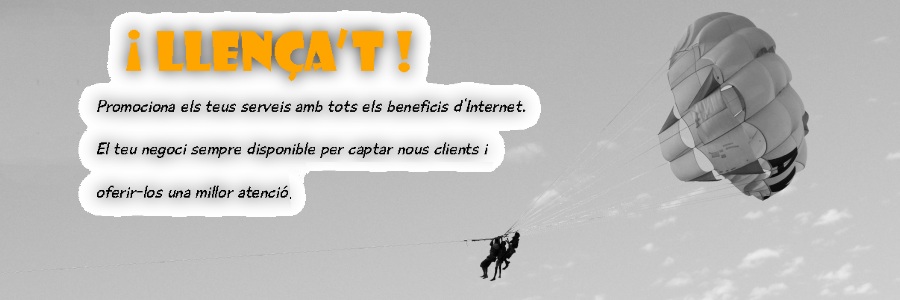 ¡ LLENÇA'T !
Promociona els teus serveis amb tots els beneficis d'Internet.
El teu negoci sempre disponible per captar nous clients i
oferir-los una millor atenció.